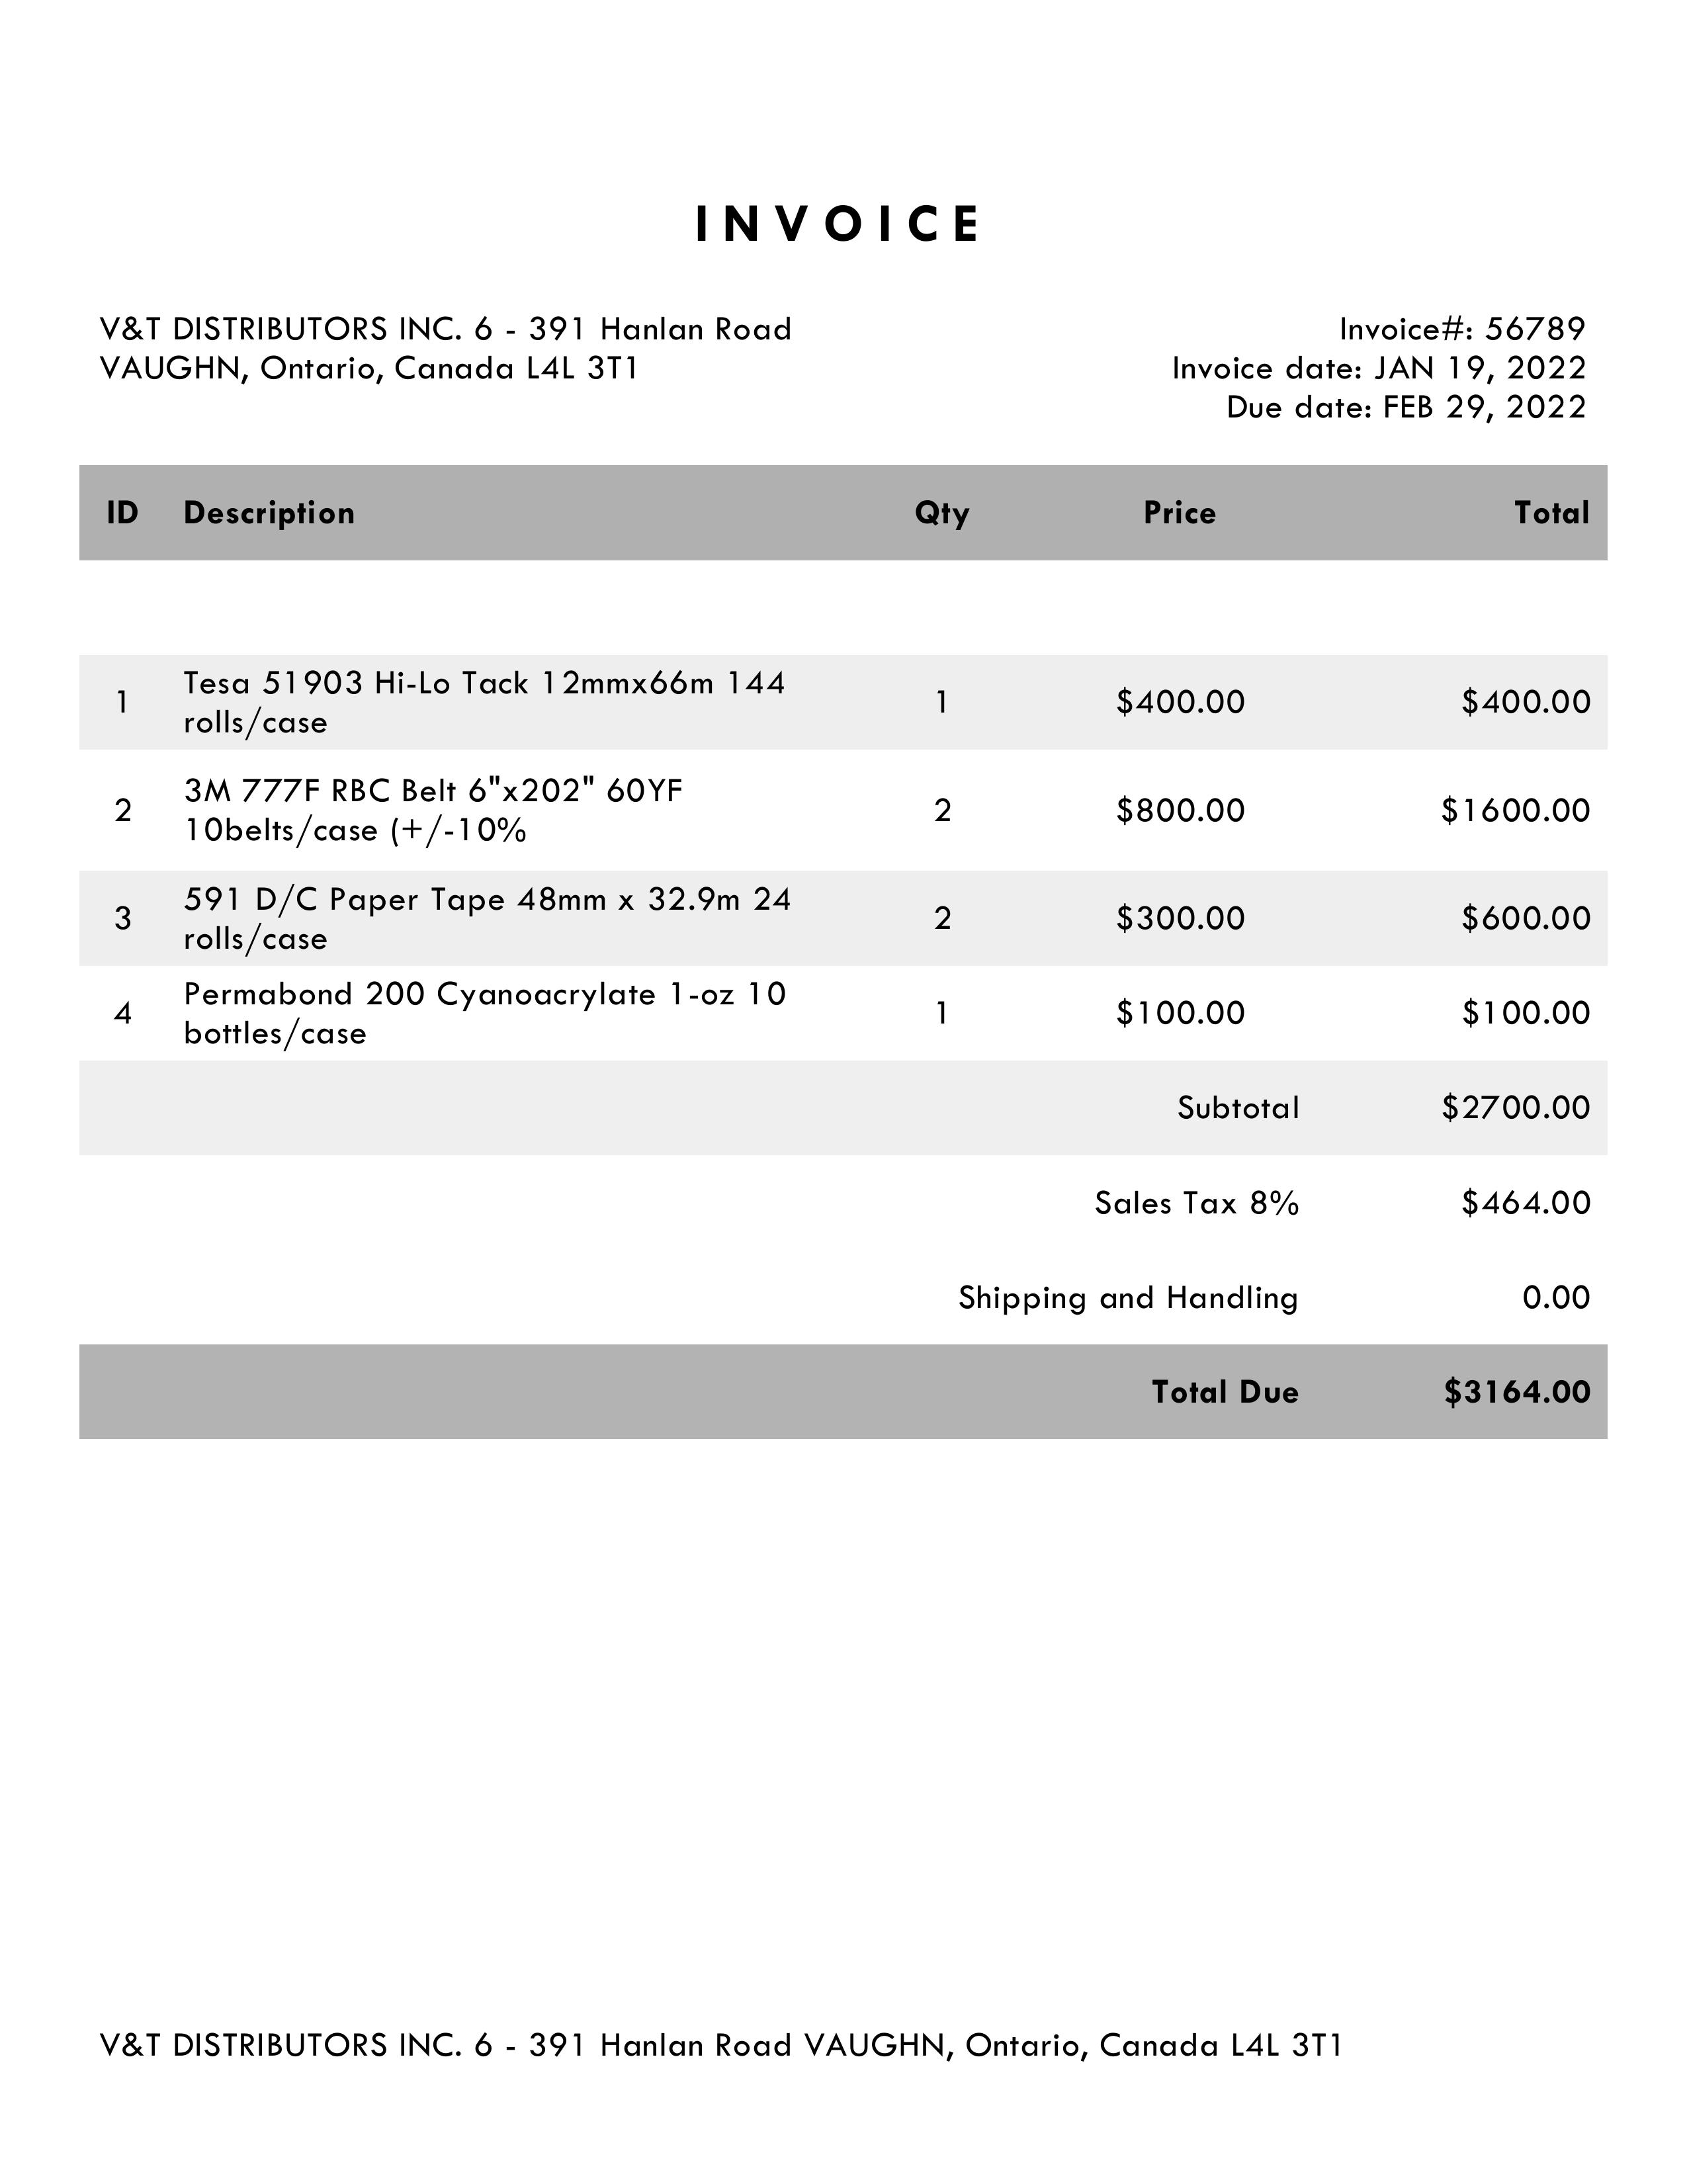 INVOICE
V&T DISTRIBUTORS INC. 6 - 391 Hanlan Road
VAUGHN, Ontario, Canada L4L 3T1
Invoice#: 56789
Invoice date: JAN 19, 2022
Due date: FEB 29, 2022
ID Description Qty Price Total
1 Tesa 51903 Hi-Lo Tack 12mmx66m 144
rolls/case 1 $400.00 $400.00
2 3M 777F RBC Belt 6"x202" 60YF
10belts/case (+/-10% 2 $800.00 $1600.00
3 591 D/C Paper Tape 48mm x 32.9m 24
rolls/case 2 $300.00 $600.00
4 Permabond 200 Cyanoacrylate 1-oz 10
bottles/case 1 $100.00 $100.00
Subtotal $2700.00
Sales Tax 8% $464.00
Shipping and Handling 0.00
Total Due $3164.00
V&T DISTRIBUTORS INC. 6 - 391 Hanlan Road VAUGHN, Ontario, Canada L4L 3T1